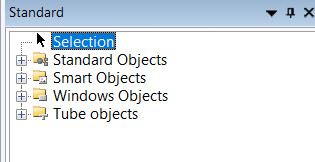 Standard
Selection
Standard Objects
Smart Objects
Windows Objects
Tube objects